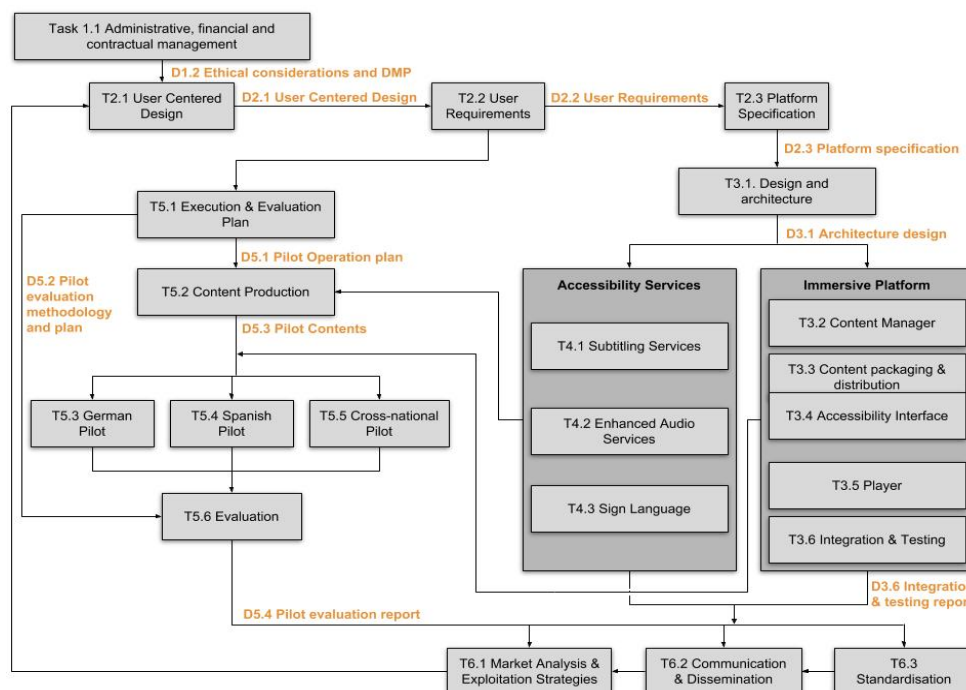 Task 1.1 Administrative, financial and
contractual management
D1.2 Ethical considerations and DMP
T2.1 User Centered
Design
D2.1 User Centered Design
T2.2 User
Requirements
D2.2 User Requirements
T2.3 Platform
Specification
D2.3 Platform specification
T3.1. Design and
architecture
T5.1 Execution & Evaluation
Plan
D3.1 Architecture design
D5.1 Pilot Operation plan
D5.2 Pilot
evaluation
methodology
and plan
T5.2 Content Production
D5.3 Pilot Contents
T5.3 German
Pilot
T5.4 Spanish
Pilot
T5.5 Cross-national
Pilot
T5.6 Evaluation
Accessibility Services
T4.1 Subtitling Services
T4.2 Enhanced Audio
Services
T4.3 Sign Language
Immersive Platform
T3.2 Content Manager
T3.3 Content packaging &
distribution
T3.4 Accessibility Interface
T3.5 Player
T3.6 Integration & Testing
D3.6 Integration
& testing report
D5.4 Pilot evaluation report
T6.1 Market Analysis &
Exploitation Strategies
T6.2 Communication
& Dissemination
T6.3
Standardisation